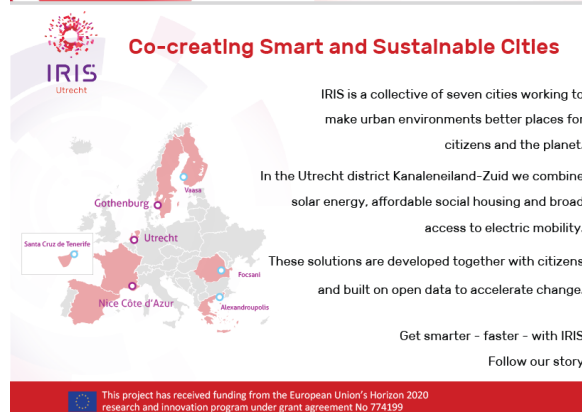 Co-creating Smart and Sustainable Cities
IRIS
Utrecht
IRIS is a collective of seven cities working to
make urban environments better places for
citizens and the planet.
In the Utrecht district Kanaleneiland-Zuid we combine
solar energy, affordable social housing and broad
access to electric mobility.
These solutions are developed together with citizens
and built on open data to accelerate change.
Get smarter - faster - with IRIS
Follow our story
Vaasa
Gothenburg
Utrecht
Santa Cruz de Tenerife
Focsani
Nice Côte d'Azur
Alexandroupolis
This project has received funding from the European Union's Horizon 2020
research and innovation program under grant agreement No 774199